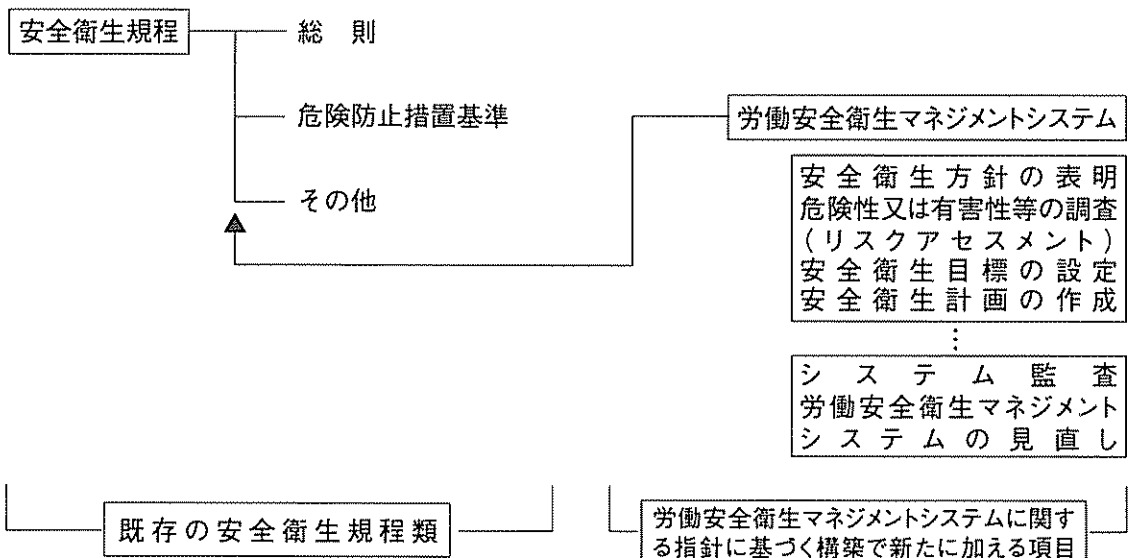 安全衛生規程
総則
危険防止措置基準
その他
労働安全衛生マネジメントシステム
安全衛生方針の表明
危険性又は有害性等の調査
(リスクアセスメント)
安全衛生目標の設定
安全衛生計画の作成
システム監査
労働安全衛生マネジメント
システムの見直し
既存の安全衛生規程類
労働安全衛生マネジメントシステムに関す
る指針に基づく構築で新たに加える項目